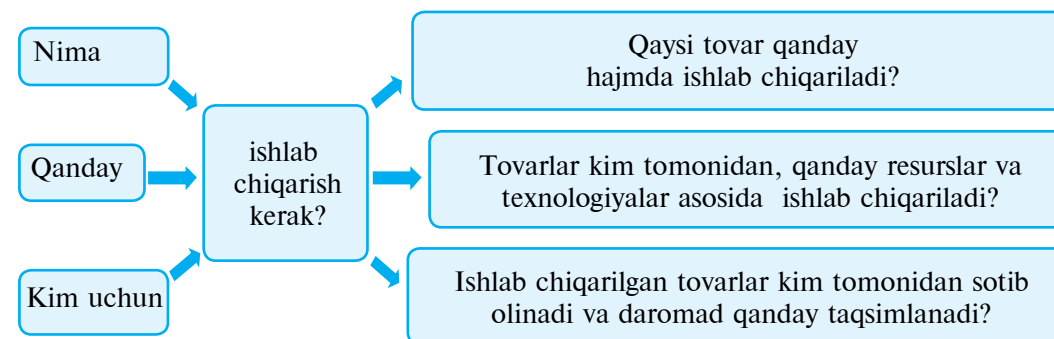 Nima
Qanday
Kim uchun
ishlab
chiqarish
kerak?
Qaysi tovar qanday
hajmda ishlab chiqariladi?
Tovarlar kim tomonidan, qanday resurslar va
texnologiyalar asosida ishlab chiqariladi?
Ishlab chiqarilgan tovarlar kim tomonidan sotib
olinadi va daromad qanday taqsimlanadi?